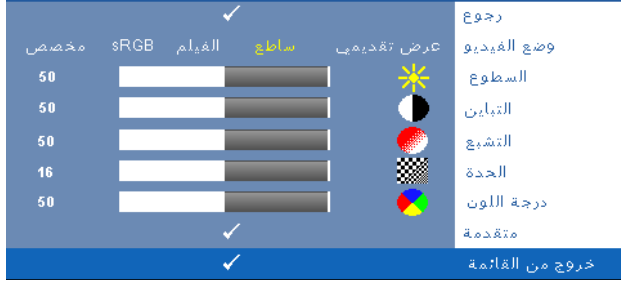 رجوع
وضع الفيديو عرض تقديمي ساطع الفيلم sRGB مخصص
السطوع 50
التباين 50
التشبع 50
الحدة 16
درجة اللون 50
متقدمة
خروج من القائمة